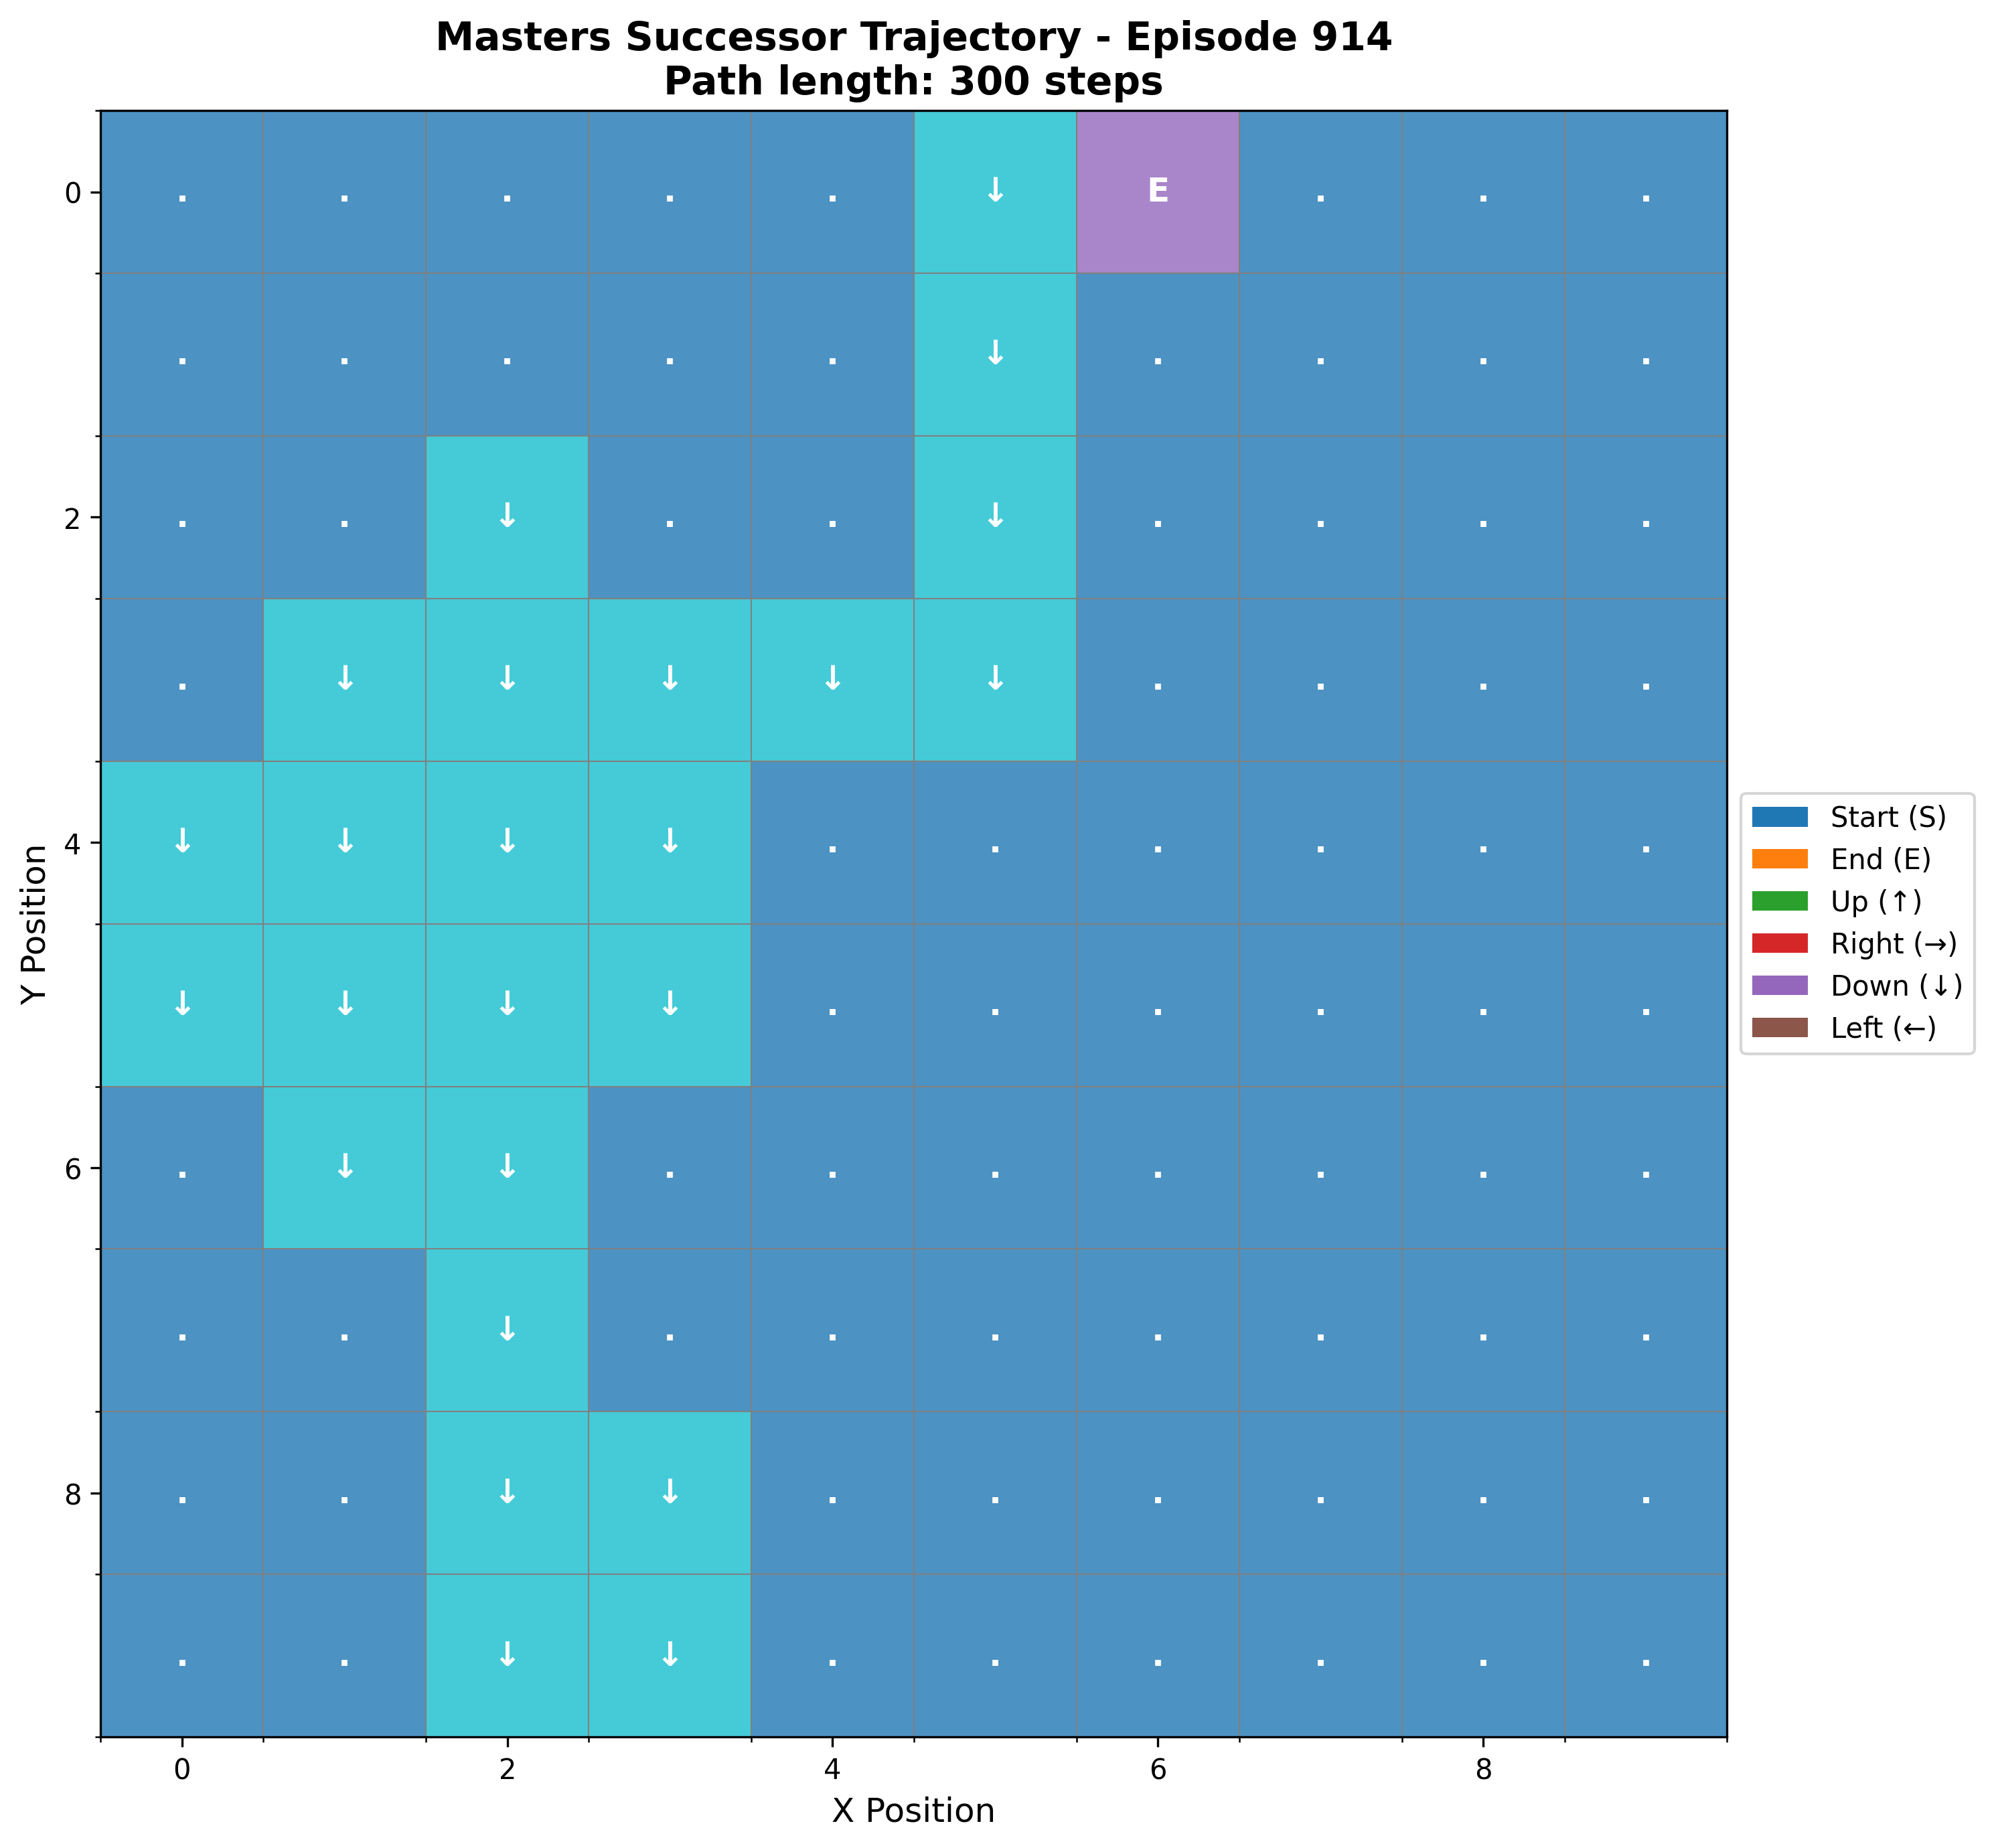 Masters Successor Trajectory - Episode 914
Path length: 300 steps
0 . . . . . ↓ E . . .
. . . . . ↓ . . . .
2 . . ↓ . . ↓ . . . .
. ↓ ↓ ↓ ↓ ↓ . . . .
4 ↓ ↓ ↓ ↓ . . . . . .
↓ ↓ ↓ ↓ . . . . . .
6 . ↓ ↓ . . . . . . .
. . ↓ . . . . . . .
8 . . ↓ ↓ . . . . . .
. . ↓ ↓ . . . . . .
0 2 4 6 8
X Position
Y Position
Start (S)
End (E)
Up (↑)
Right (→)
Down (↓)
Left (←)